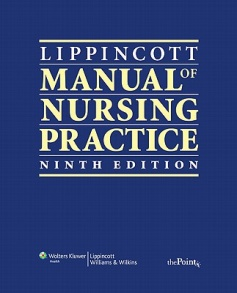 LIPPINCOTT
MANUAL of
NURSING
PRACTICE
NINTH EDITION
Wolters Kluwer
Health
Lippincott
Williams & Wilkins
thePoint